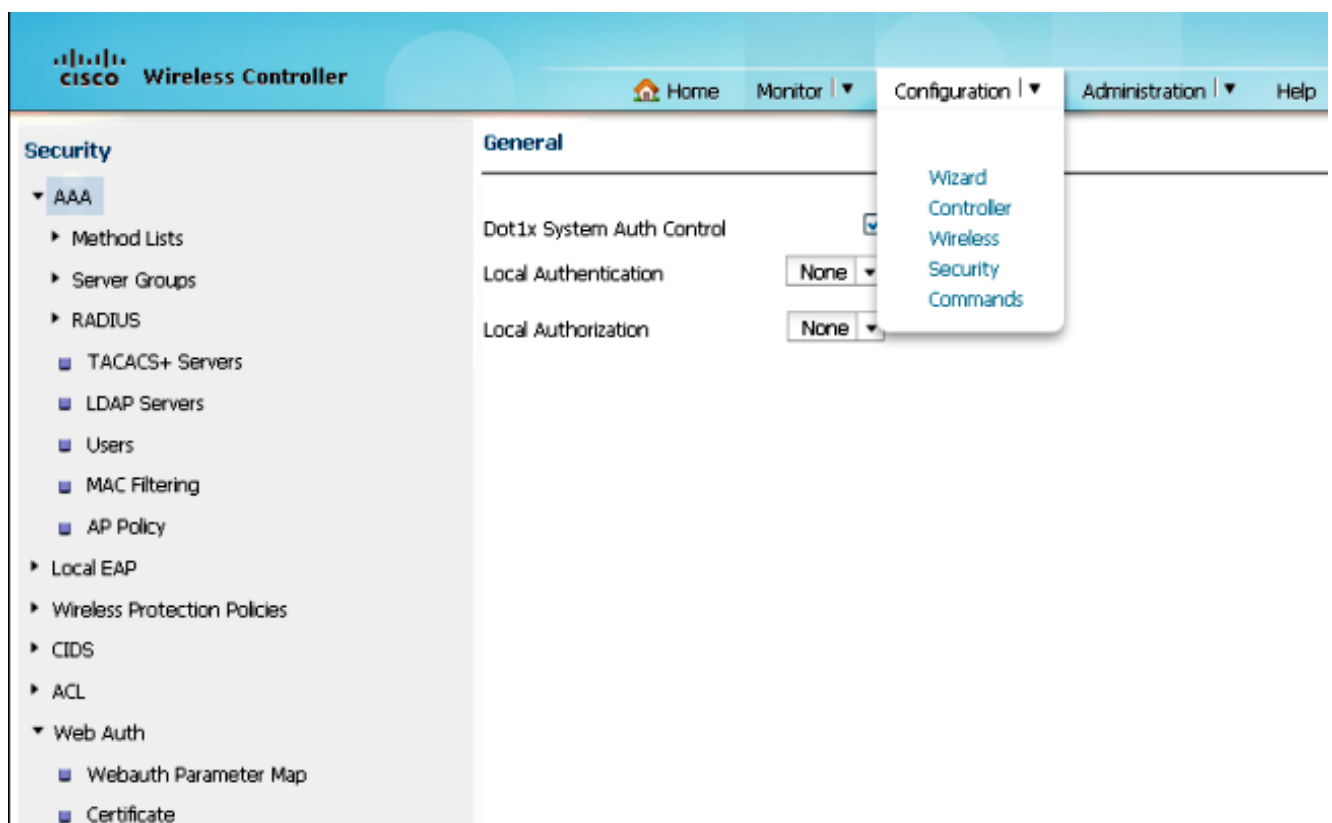 CISCO Wireless Controller
Home Monitor Configuration Administration Help
Wizard
Controller
Wireless
Security
Commands
Security
AAA
Method Lists
Server Groups
RADIUS
TACACS+ Servers
LDAP Servers
Users
MAC Filtering
AP Policy
Local EAP
Wireless Protection Policies
CIDS
ACL
Web Auth
Webauth Parameter Map
Certificate
General
Dot1x System Auth Control
Local Authentication None
Local Authorization None